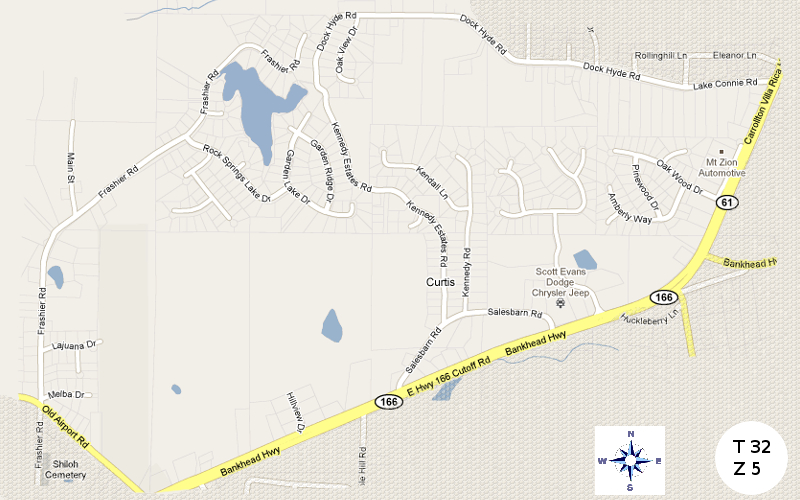 Dock Hyde Rd
Dock Hyde Rd
Oak View Dr
Frashier Rd
Rollinghill Ln
Eleanor Ln
Dock Hyde Rd
Lake Connie Rd
Carrollton Villa Rica
Frashier Rd
Kennedy Estates Rd
Main St
Frashier Rd
Rock Springs Lake Dr
Garden Lake Dr
Garden Ridge Dr
Kendall Ln
Mt Zion
Automotive
Oak Wood Dr
Pinewood Dr
Amberly Way
61
Kennedy Estates Rd
Kennedy Rd
Bankhead
Curtis
Scott Evans
Dodge
Chrysler Jeep
166
Frashier Rd
Salesbarn Rd
Huckleberry Ln
Lajuana Dr
Salesbarn Rd
Bankhead Hwy
E Hwy 166 Cutoff Rd
Melba Dr
166
Hillview Dr
Old Airport Rd
Frashier Rd
Bankhead Hwy
Hill Rd
Shiloh
Cemetery
N
W
E
S
T 32
Z 5